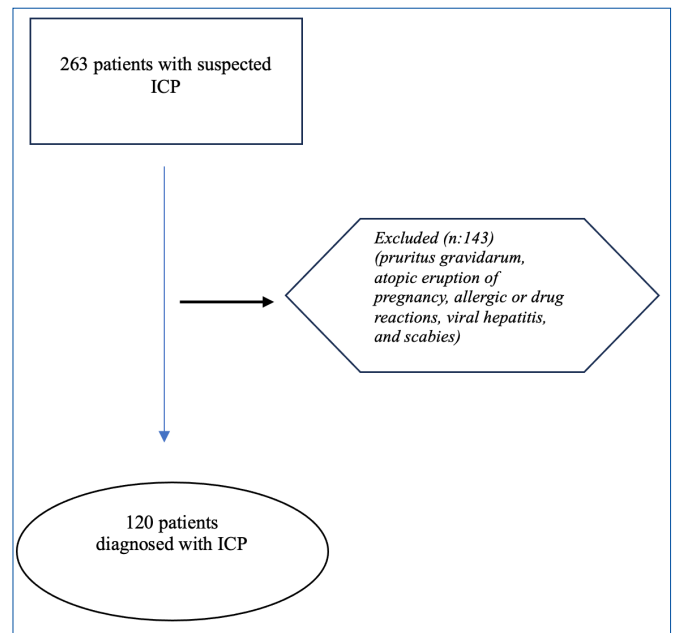 263 patients with suspected
ICP
Excluded (n:143)
(pruritus gravidarum,
atopic eruption of
pregnancy, allergic or drug
reactions, viral hepatitis,
and scabies)
120 patients
diagnosed with ICP